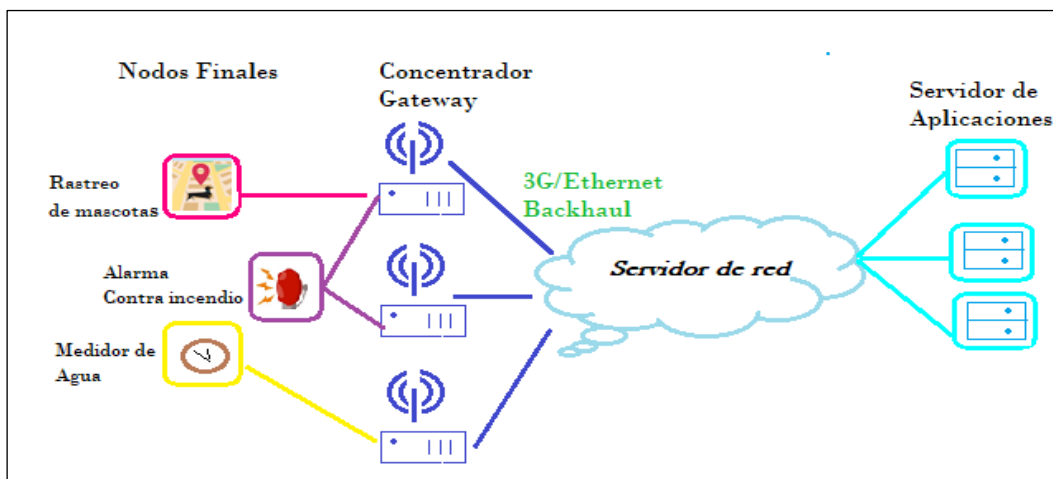 Nodos Finales
Concentrador
Gateway
Servidor de
Aplicaciones
Rastreo
de mascotas
3G/Ethernet
Backhaul
Alarma
Contra incendio
Servidor de red
Medidor de
Agua